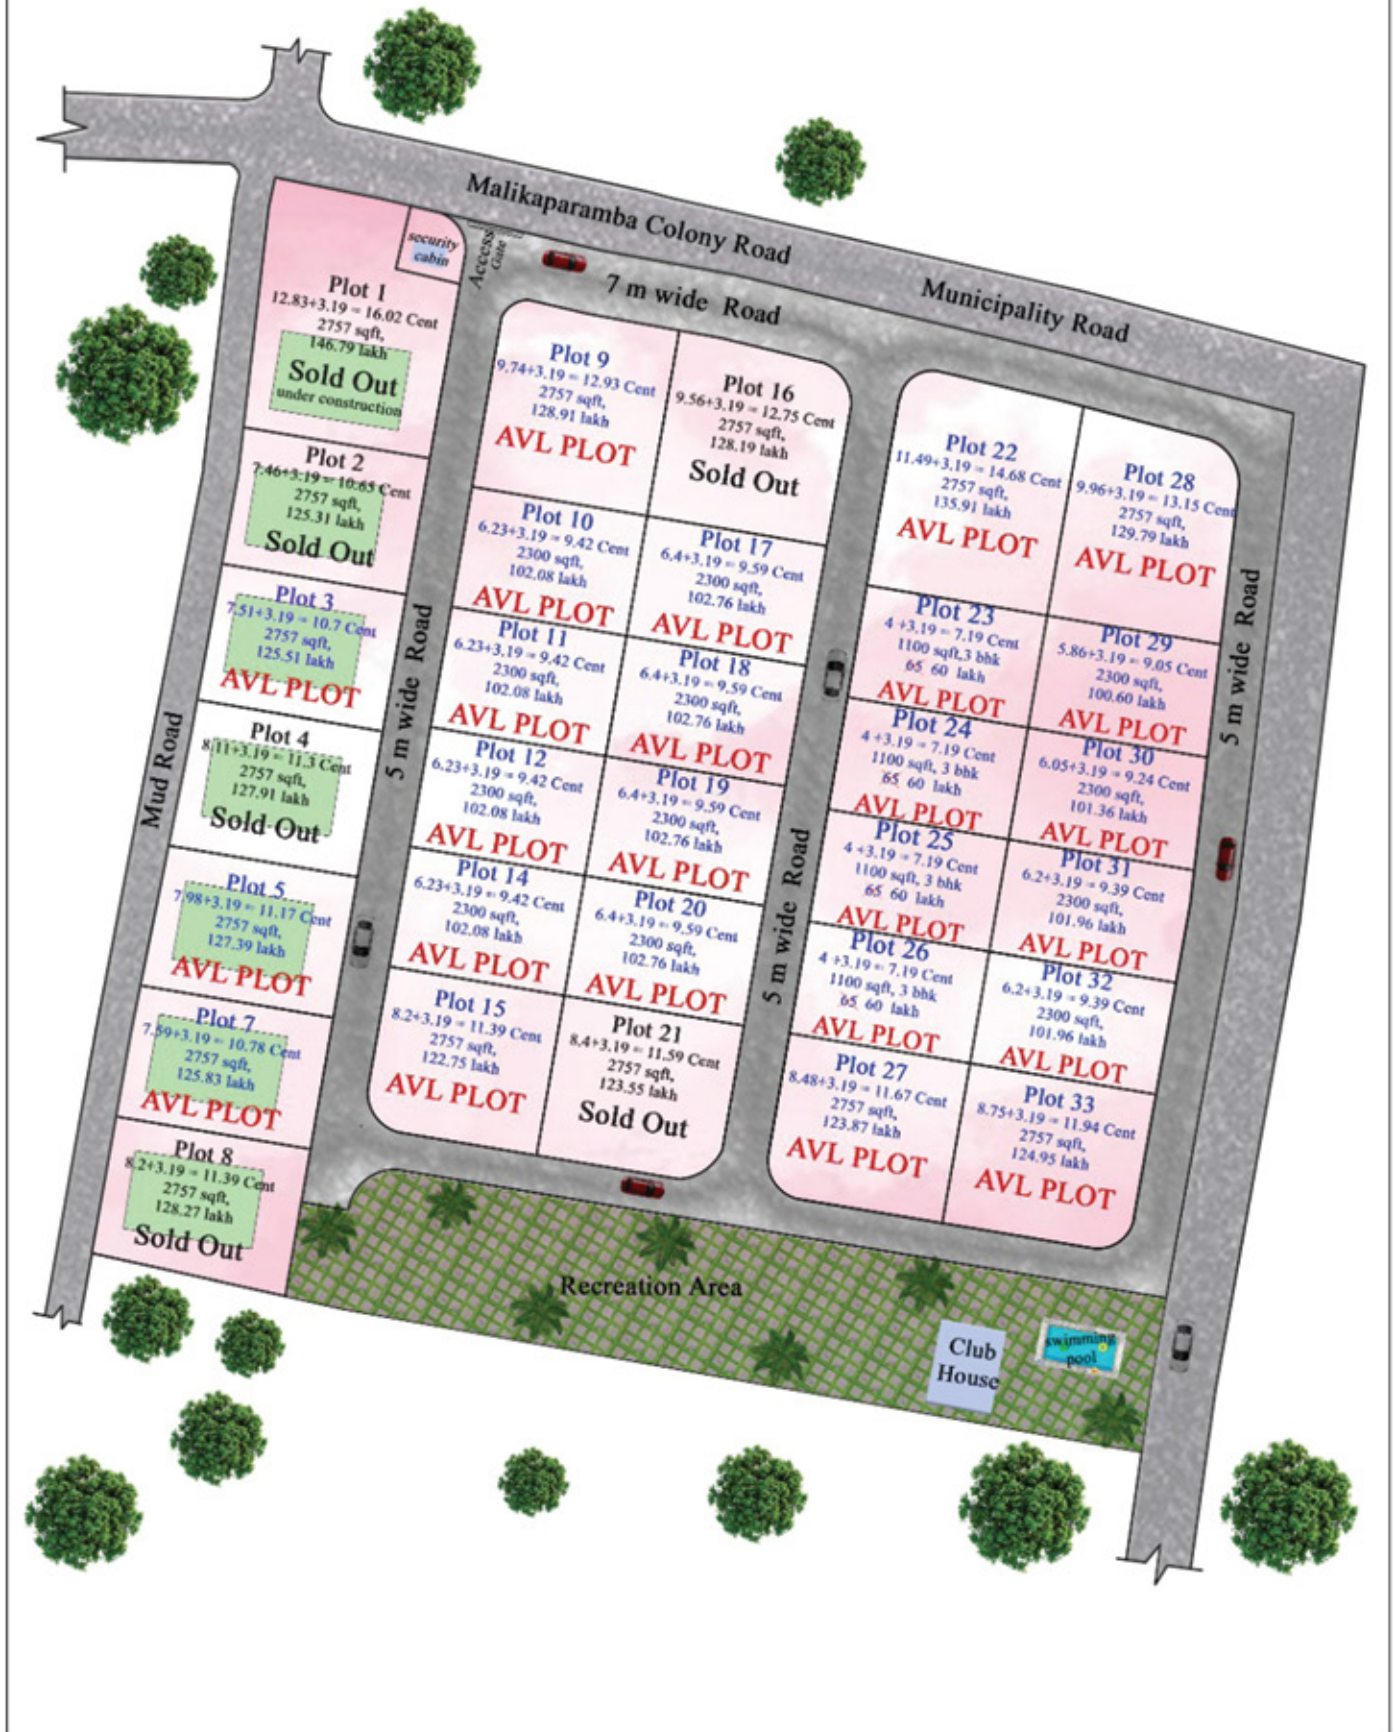 Malikaparamba Colony Road
Municipality Road
security
cabin
Access
Gate
7 m wide Road
Plot 1
12.83+3.19 = 16.02 Cent
2757 sqft,
146.79 lakh
Sold Out
under construction
Plot 2
7.46+3.19 = 10.65 Cent
2757 sqft,
125.31 lakh
Sold Out
Plot 3
7.51+3.19 = 10.7 Cent
2757 sqft,
125.51 lakh
AVL PLOT
Plot 4
8.11+3.19 = 11.3 Cent
2757 sqft,
127.91 lakh
Sold Out
Plot 5
7.98+3.19 = 11.17 Cent
2757 sqft,
127.39 lakh
AVL PLOT
Plot 7
7.59+3.19 = 10.78 Cent
2757 sqft,
125.83 lakh
AVL PLOT
Plot 8
8.2+3.19 = 11.39 Cent
2757 sqft,
128.27 lakh
Sold Out
Mud Road
5 m wide Road
Plot 9
9.74+3.19 = 12.93 Cent
2757 sqft,
128.91 lakh
AVL PLOT
Plot 10
6.23+3.19 = 9.42 Cent
2300 sqft,
102.08 lakh
AVL PLOT
Plot 11
6.23+3.19 = 9.42 Cent
2300 sqft,
102.08 lakh
AVL PLOT
Plot 12
6.23+3.19 = 9.42 Cent
2300 sqft,
102.08 lakh
AVL PLOT
Plot 14
6.23+3.19 = 9.42 Cent
2300 sqft,
102.08 lakh
AVL PLOT
Plot 15
8.2+3.19 = 11.39 Cent
2757 sqft,
122.75 lakh
AVL PLOT
Plot 16
9.56+3.19 = 12.75 Cent
2757 sqft,
128.19 lakh
Sold Out
Plot 17
6.4+3.19 = 9.59 Cent
2300 sqft,
102.76 lakh
AVL PLOT
Plot 18
6.4+3.19 = 9.59 Cent
2300 sqft,
102.76 lakh
AVL PLOT
Plot 19
6.4+3.19 = 9.59 Cent
2300 sqft,
102.76 lakh
AVL PLOT
Plot 20
6.4+3.19 = 9.59 Cent
2300 sqft,
102.76 lakh
AVL PLOT
Plot 21
8.4+3.19 = 11.59 Cent
2757 sqft,
123.55 lakh
Sold Out
5 m wide Road
Plot 22
11.49+3.19 = 14.68 Cent
2757 sqft,
135.91 lakh
AVL PLOT
Plot 23
4 +3.19 = 7.19 Cent
1100 sqft,3 bhk
65 60 lakh
AVL PLOT
Plot 24
4 +3.19 = 7.19 Cent
1100 sqft, 3 bhk
65 60 lakh
AVL PLOT
Plot 25
4 +3.19 = 7.19 Cent
1100 sqft, 3 bhk
65 60 lakh
AVL PLOT
Plot 26
4 +3.19 = 7.19 Cent
1100 sqft, 3 bhk
65 60 lakh
AVL PLOT
Plot 27
8.48+3.19 = 11.67 Cent
2757 sqft,
123.87 lakh
AVL PLOT
Plot 28
9.96+3.19 = 13.15 Cent
2757 sqft,
129.79 lakh
AVL PLOT
Plot 29
5.86+3.19 = 9.05 Cent
2300 sqft,
100.60 lakh
AVL PLOT
Plot 30
6.05+3.19 = 9.24 Cent
2300 sqft,
101.36 lakh
AVL PLOT
Plot 31
6.2+3.19 = 9.39 Cent
2300 sqft,
101.96 lakh
AVL PLOT
Plot 32
6.2+3.19 = 9.39 Cent
2300 sqft,
101.96 lakh
AVL PLOT
Plot 33
8.75+3.19 = 11.94 Cent
2757 sqft,
124.95 lakh
AVL PLOT
5 m wide Road
Recreation Area
Club
House
swimming
pool